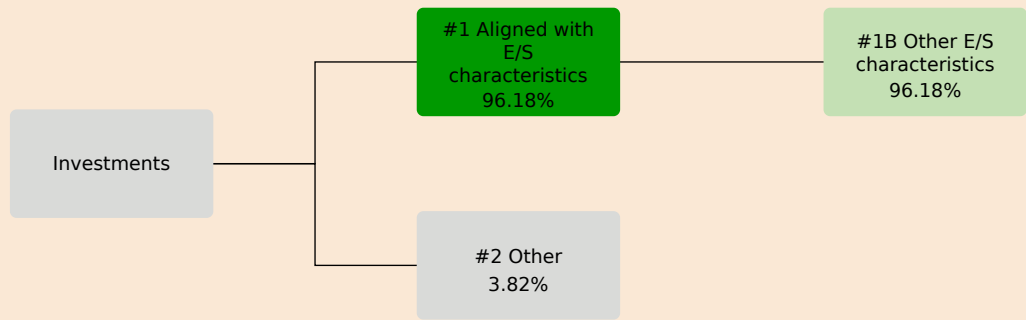 Investments
#1 Aligned with
E/S
characteristics
96.18%
#2 Other
3.82%
#1B Other E/S
characteristics
96.18%